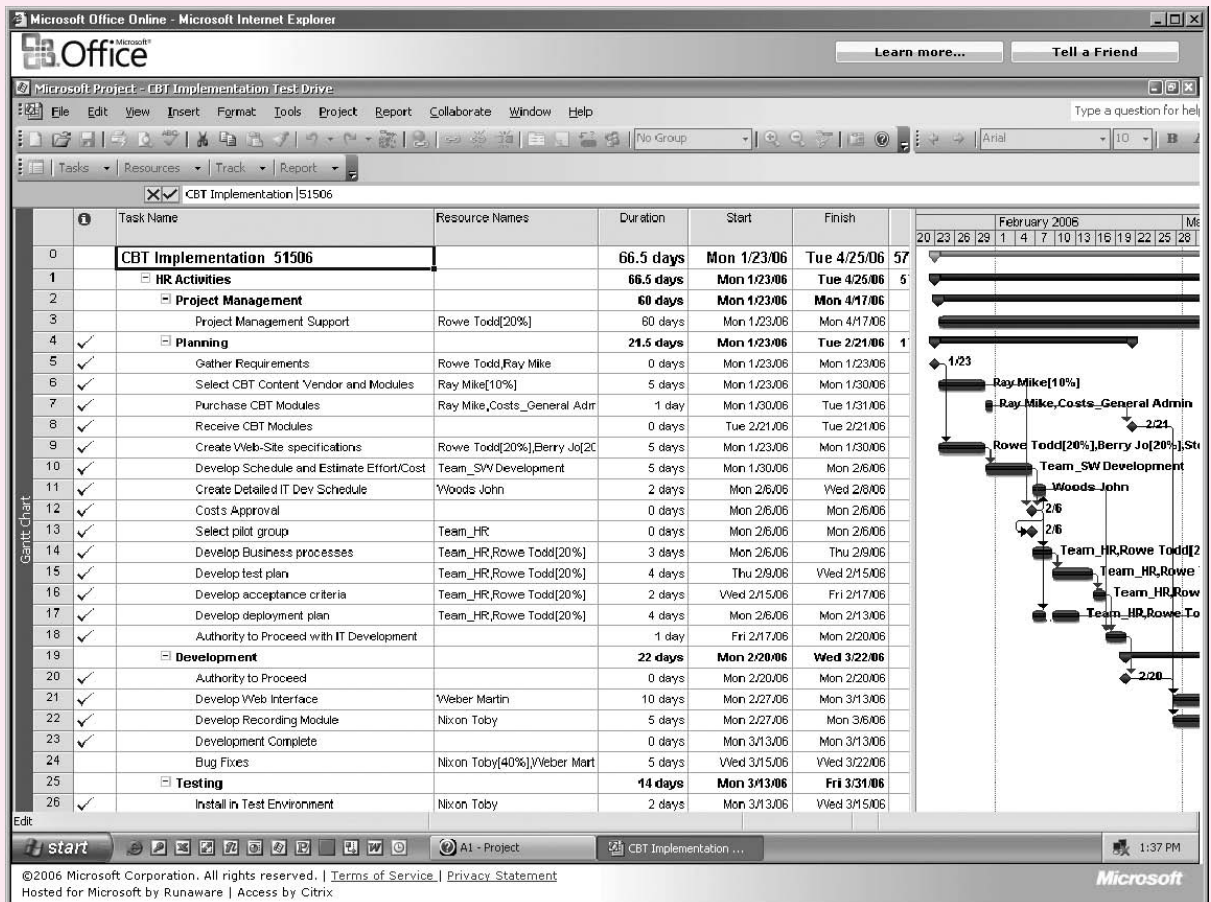 Microsoft Office Online - Microsoft Internet Explorer
Microsoft®
Office
Learn more... Tell a Friend
Microsoft Project - CBT Implementation Test Drive
File Edit View Insert Format Tools Project Report Collaborate Window Help Type a question for help
No Group Arial 10 B
Tasks Resources Track Report
CBT Implementation 51506
Task Name Resource Names Duration Start Finish
February 2006
20 23 26 29 1 4 7 10 13 16 19 22 25 28
0 CBT Implementation 51506 66.5 days Mon 1/23/06 Tue 4/25/06 57
1 HR Activities 66.5 days Mon 1/23/06 Tue 4/25/06 5
2 Project Management 60 days Mon 1/23/06 Mon 4/17/06
3 Project Management Support Rowe Todd[20%] 60 days Mon 1/23/06 Mon 4/17/06
4 Planning 21.5 days Mon 1/23/06 Tue 2/21/06 1
5 Gather Requirements Rowe Todd,Ray Mike 0 days Mon 1/23/06 Mon 1/23/06 1/23
6 Select CBT Content Vendor and Modules Ray Mike[10%] 5 days Mon 1/23/06 Mon 1/30/06 Ray Mike[10%]
7 Purchase CBT Modules Ray Mike,Costs_General Adm 1 day Mon 1/30/06 Tue 1/31/06 Ray Mike,Costs_General Admin
8 Receive CBT Modules 0 days Tue 2/21/06 Tue 2/21/06 2/21
9 Create Web-Site specifications Rowe Todd[20%],Berry Jo[20 5 days Mon 1/23/06 Mon 1/30/06 Rowe Todd[20%],Berry Jo[20%],Ste
10 Develop Schedule and Estimate Effort/Cost Team_SW Development 5 days Mon 1/30/06 Mon 2/6/06 Team_SW Development
11 Create Detailed IT Dev Schedule Woods John 2 days Mon 2/6/06 Wed 2/8/06 Woods John
12 Costs Approval 0 days Mon 2/6/06 Mon 2/6/06 2/6
13 Select pilot group Team_HR 0 days Mon 2/6/06 Mon 2/6/06 2/6
14 Develop Business processes Team_HR,Rowe Todd[20%] 3 days Mon 2/6/06 Thu 2/9/06 Team_HR,Rowe Todd[2
15 Develop test plan Team_HR,Rowe Todd[20%] 4 days Thu 2/9/06 Wed 2/15/06 Team_HR,Rowe
16 Develop acceptance criteria Team_HR,Rowe Todd[20%] 2 days Wed 2/15/06 Fri 2/17/06 Team_HR,Row
17 Develop deployment plan Team_HR,Rowe Todd[20%] 4 days Mon 2/6/06 Mon 2/13/06 Team_HR,Rowe To
18 Authority to Proceed with IT Development 1 day Fri 2/17/06 Mon 2/20/06
19 Development 22 days Mon 2/20/06 Wed 3/22/06
20 Authority to Proceed 0 days Mon 2/20/06 Mon 2/20/06 2/20
21 Develop Web Interface Weber Martin 10 days Mon 2/27/06 Mon 3/13/06
22 Develop Recording Module Nixon Toby 5 days Mon 2/27/06 Mon 3/6/06
23 Development Complete 0 days Mon 3/13/06 Mon 3/13/06
24 Bug Fixes Nixon Toby[40%],Weber Mart 5 days Wed 3/15/06 Wed 3/22/06
25 Testing 14 days Mon 3/13/06 Fri 3/31/06
26 Install in Test Environment Nixon Toby 2 days Mon 3/13/06 Wed 3/15/06
Gantt Chart
Edit
start A1 - Project CBT Implementation ... 1:37 PM
©2006 Microsoft Corporation. All rights reserved. | Terms of Service | Privacy Statement
Hosted for Microsoft by Runaware | Access by Citrix
Microsoft